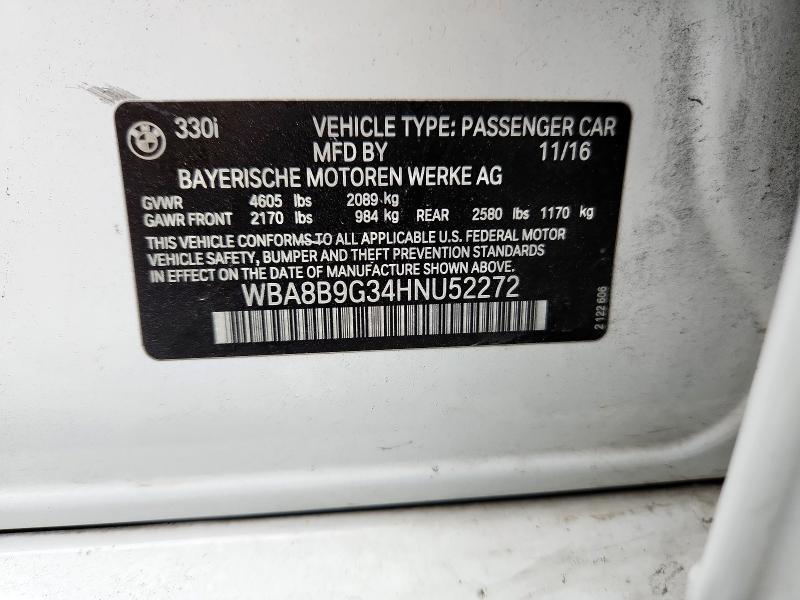 330i VEHICLE TYPE: PASSENGER CAR
MFD BY 11/16
BAYERISCHE MOTOREN WERKE AG
GVWR 4605 lbs 2089 kg
GAWR FRONT 2170 lbs 984 kg REAR 2580 lbs 1170 kg
THIS VEHICLE CONFORMS TO ALL APPLICABLE U.S. FEDERAL MOTOR
VEHICLE SAFETY, BUMPER AND THEFT PREVENTION STANDARDS
IN EFFECT ON THE DATE OF MANUFACTURE SHOWN ABOVE.
WBA8B9G34HNU52272
2 122 606